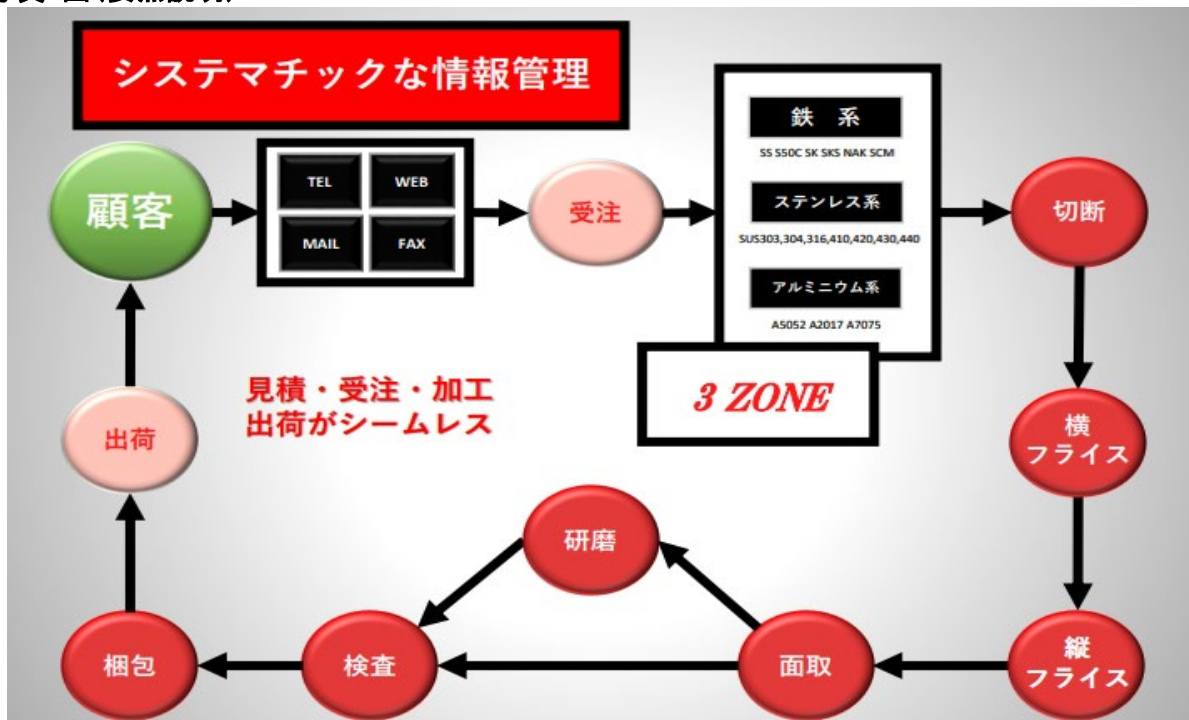 システマチックな情報管理
顧客
TEL
WEB
MAIL
FAX
受注
鉄 系
SS S50C SK SKS NAK SCM
ステンレス系
SUS303,304,316,410,420,430,440
アルミニウム系
A5052 A2017 A7075
3 ZONE
切断
横
フライス
縦
フライス
面取
研磨
検査
梱包
出荷
見積・受注・加工
出荷がシームレス